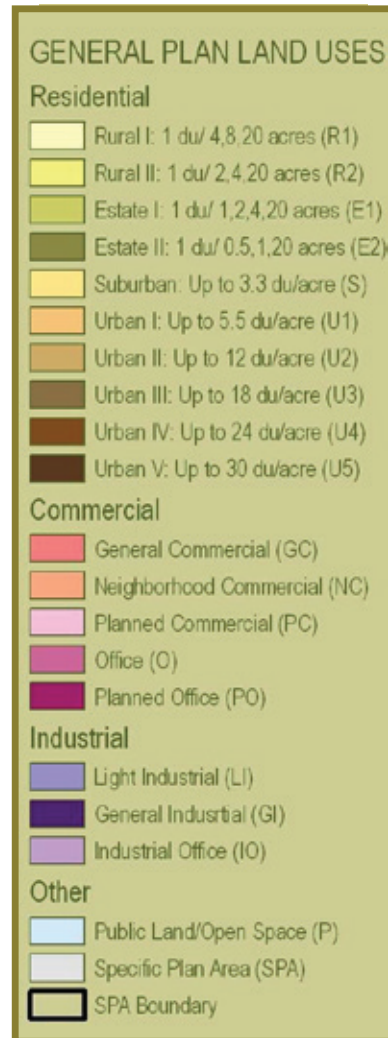 GENERAL PLAN LAND USES
Residential
Rural I: 1 du/ 4,8,20 acres (R1)
Rural II: 1 du/ 2,4,20 acres (R2)
Estate I: 1 du/ 1,2,4,20 acres (E1)
Estate II: 1 du/ 0.5,1,20 acres (E2)
Suburban: Up to 3.3 du/acre (S)
Urban I: Up to 5.5 du/acre (U1)
Urban II: Up to 12 du/acre (U2)
Urban III: Up to 18 du/acre (U3)
Urban IV: Up to 24 du/acre (U4)
Urban V: Up to 30 du/acre (U5)
Commercial
General Commercial (GC)
Neighborhood Commercial (NC)
Planned Commercial (PC)
Office (O)
Planned Office (PO)
Industrial
Light Industrial (LI)
General Indusrtial (GI)
Industrial Office (IO)
Other
Public Land/Open Space (P)
Specific Plan Area (SPA)
SPA Boundary